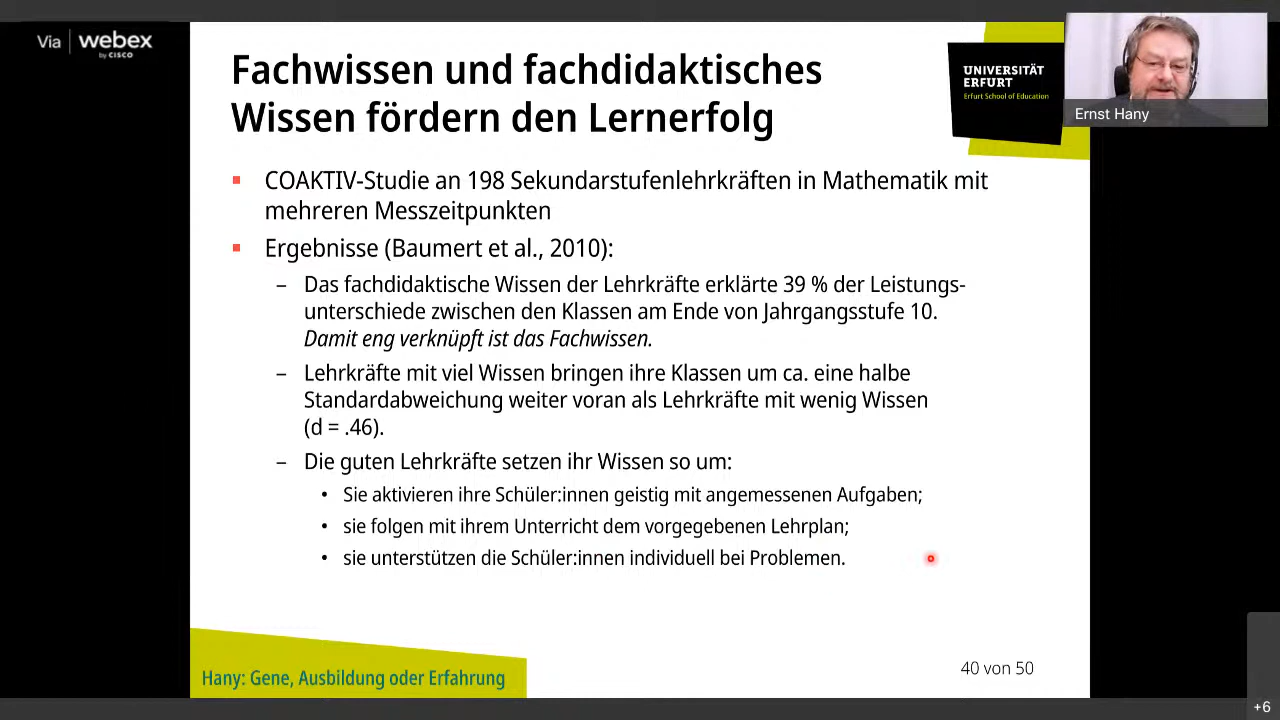 Via webex
by CISCO
Fachwissen und fachdidaktisches
Wissen fördern den Lernerfolg
UNIVERSITÄT
ERFURT
Erfurt School of Education
Ernst Hany
COAKTIV-Studie an 198 Sekundarstufenlehrkräften in Mathematik mit
mehreren Messzeitpunkten
Ergebnisse (Baumert et al., 2010):
– Das fachdidaktische Wissen der Lehrkräfte erklärte 39 % der Leistungs-
unterschiede zwischen den Klassen am Ende von Jahrgangsstufe 10.
Damit eng verknüpft ist das Fachwissen.
– Lehrkräfte mit viel Wissen bringen ihre Klassen um ca. eine halbe
Standardabweichung weiter voran als Lehrkräfte mit wenig Wissen
(d = .46).
– Die guten Lehrkräfte setzen ihr Wissen so um:
• Sie aktivieren ihre Schüler:innen geistig mit angemessenen Aufgaben;
• sie folgen mit ihrem Unterricht dem vorgegebenen Lehrplan;
• sie unterstützen die Schüler:innen individuell bei Problemen.
Hany: Gene, Ausbildung oder Erfahrung
40 von 50
+6